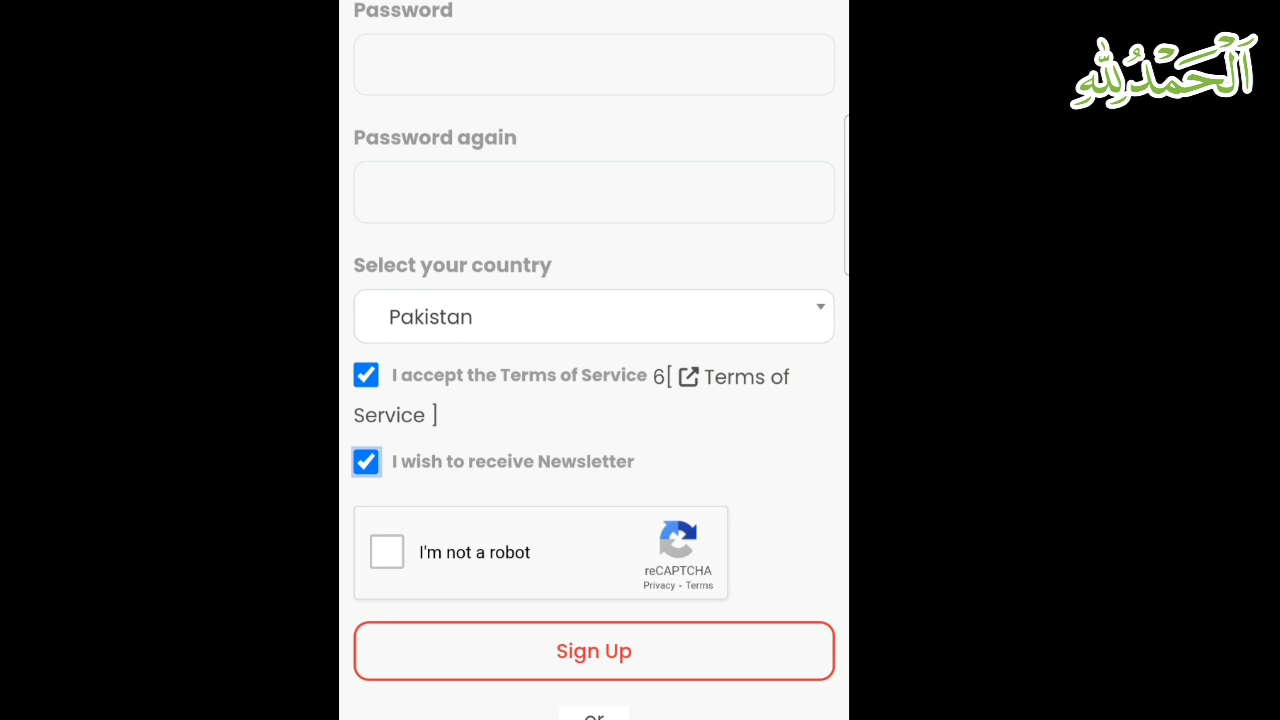 Password
اَلْحَمْدُلِلّٰهِ
Password again
Select your country
Pakistan
I accept the Terms of Service 6[ Terms of
Service ]
I wish to receive Newsletter
I'm not a robot
reCAPTCHA
Privacy - Terms
Sign Up
or